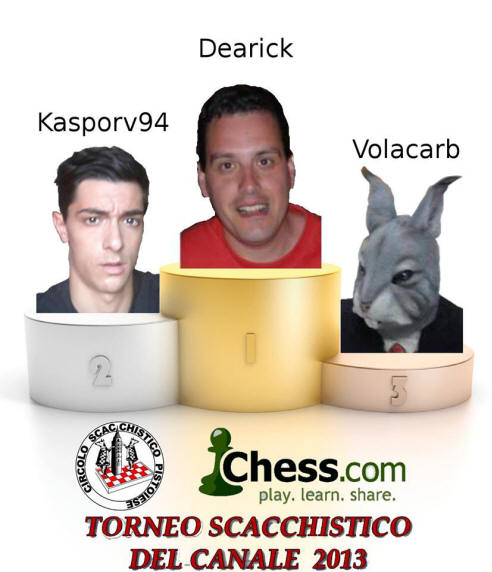 Dearick
Kasporv94
Volacarb
2
1
3
CIRCOLO SCACCHISTICO PISTOIESE
Chess.com
play. learn. share.
TORNEO SCACCHISTICO
DEL CANALE 2013